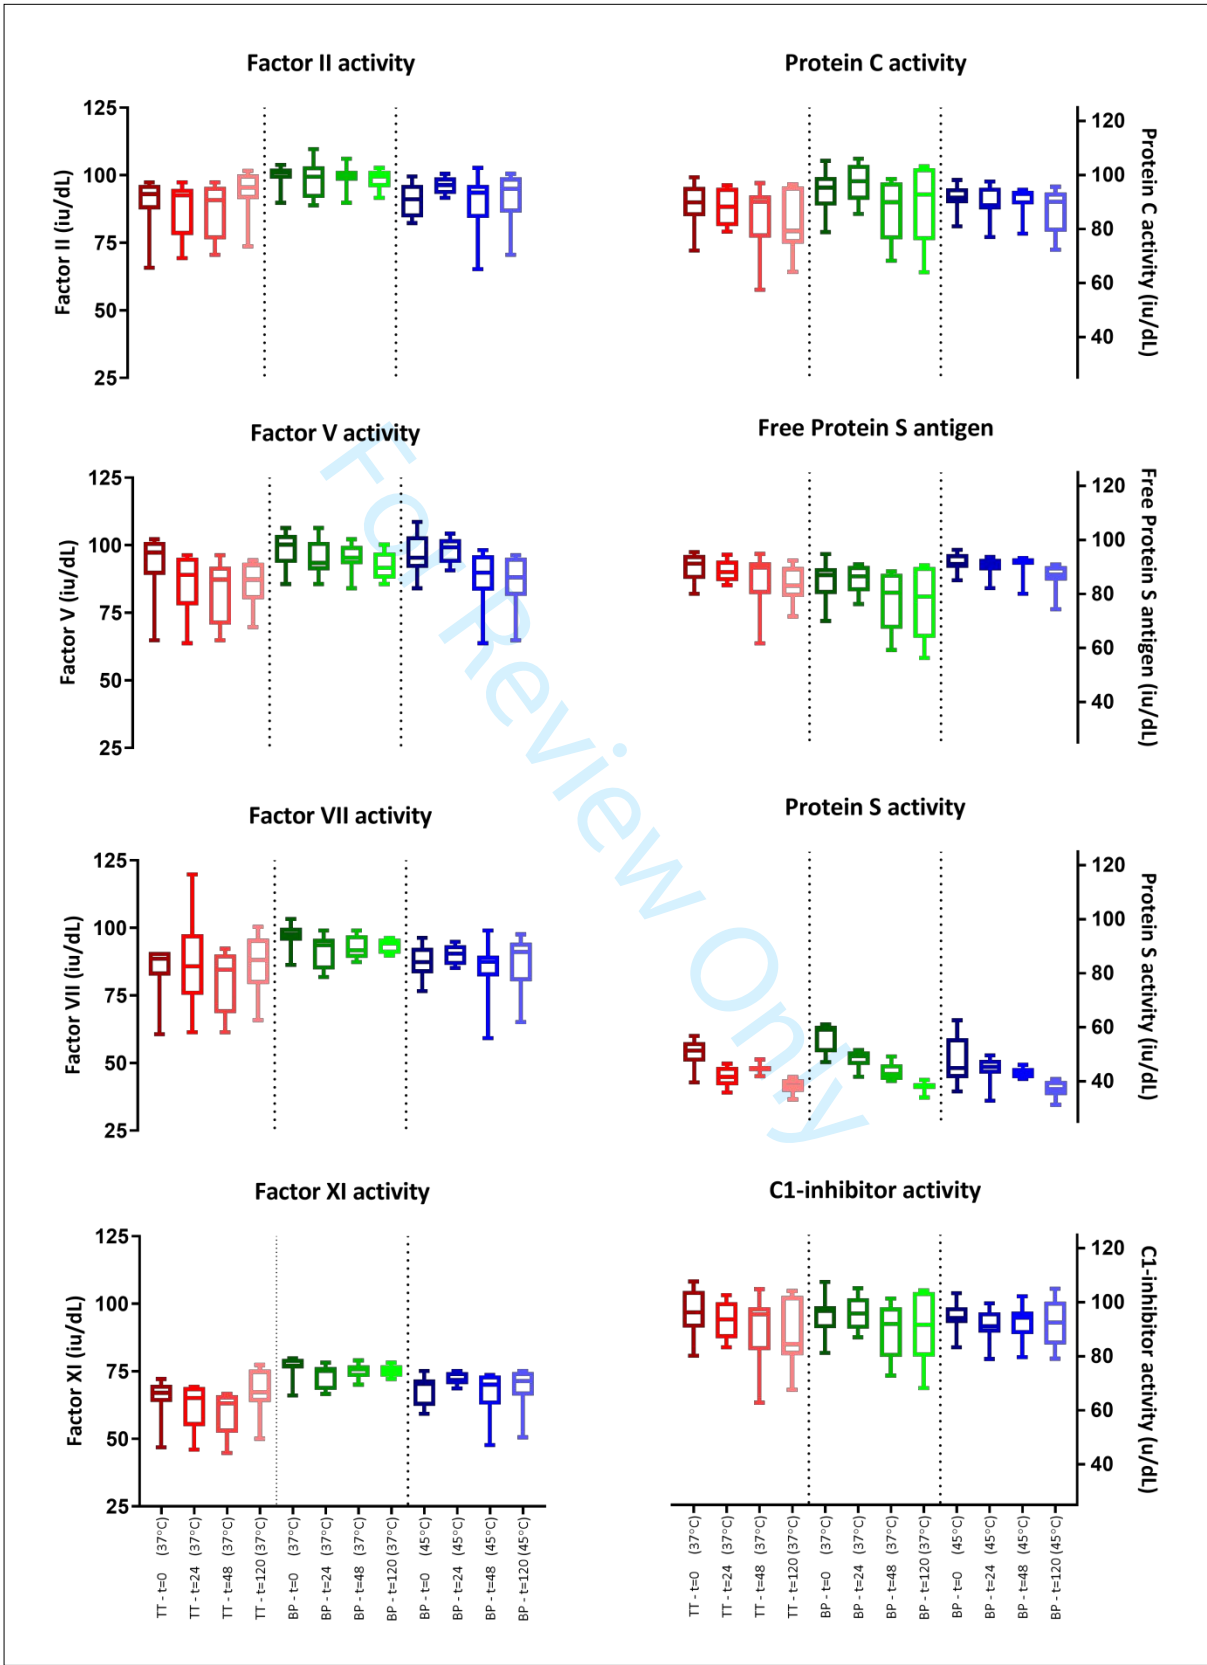 Factor II activity
Factor II (iu/dL)
125
100
75
50
25
Protein C activity
120
100
80
60
40
Protein C activity (iu/dL)
Factor V activity
Factor V (iu/dL)
125
100
75
50
25
Free Protein S antigen
120
100
80
60
40
Free Protein S antigen (iu/dL)
Factor VII activity
Factor VII (iu/dL)
125
100
75
50
25
Protein S activity
120
100
80
60
40
Protein S activity (iu/dL)
Factor XI activity
Factor XI (iu/dL)
125
100
75
50
25
TT - t=0 (37°C)
TT - t=24 (37°C)
TT - t=48 (37°C)
TT - t=120 (37°C)
BP - t=0 (37°C)
BP - t=24 (37°C)
BP - t=48 (37°C)
BP - t=120 (37°C)
BP - t=0 (45°C)
BP - t=24 (45°C)
BP - t=48 (45°C)
BP - t=120 (45°C)
C1-inhibitor activity
120
100
80
60
40
C1-inhibitor activity (u/dL)
TT - t=0 (37°C)
TT - t=24 (37°C)
TT - t=48 (37°C)
TT - t=120 (37°C)
BP - t=0 (37°C)
BP - t=24 (37°C)
BP - t=48 (37°C)
BP - t=120 (37°C)
BP - t=0 (45°C)
BP - t=24 (45°C)
BP - t=48 (45°C)
BP - t=120 (45°C)
For Review Only